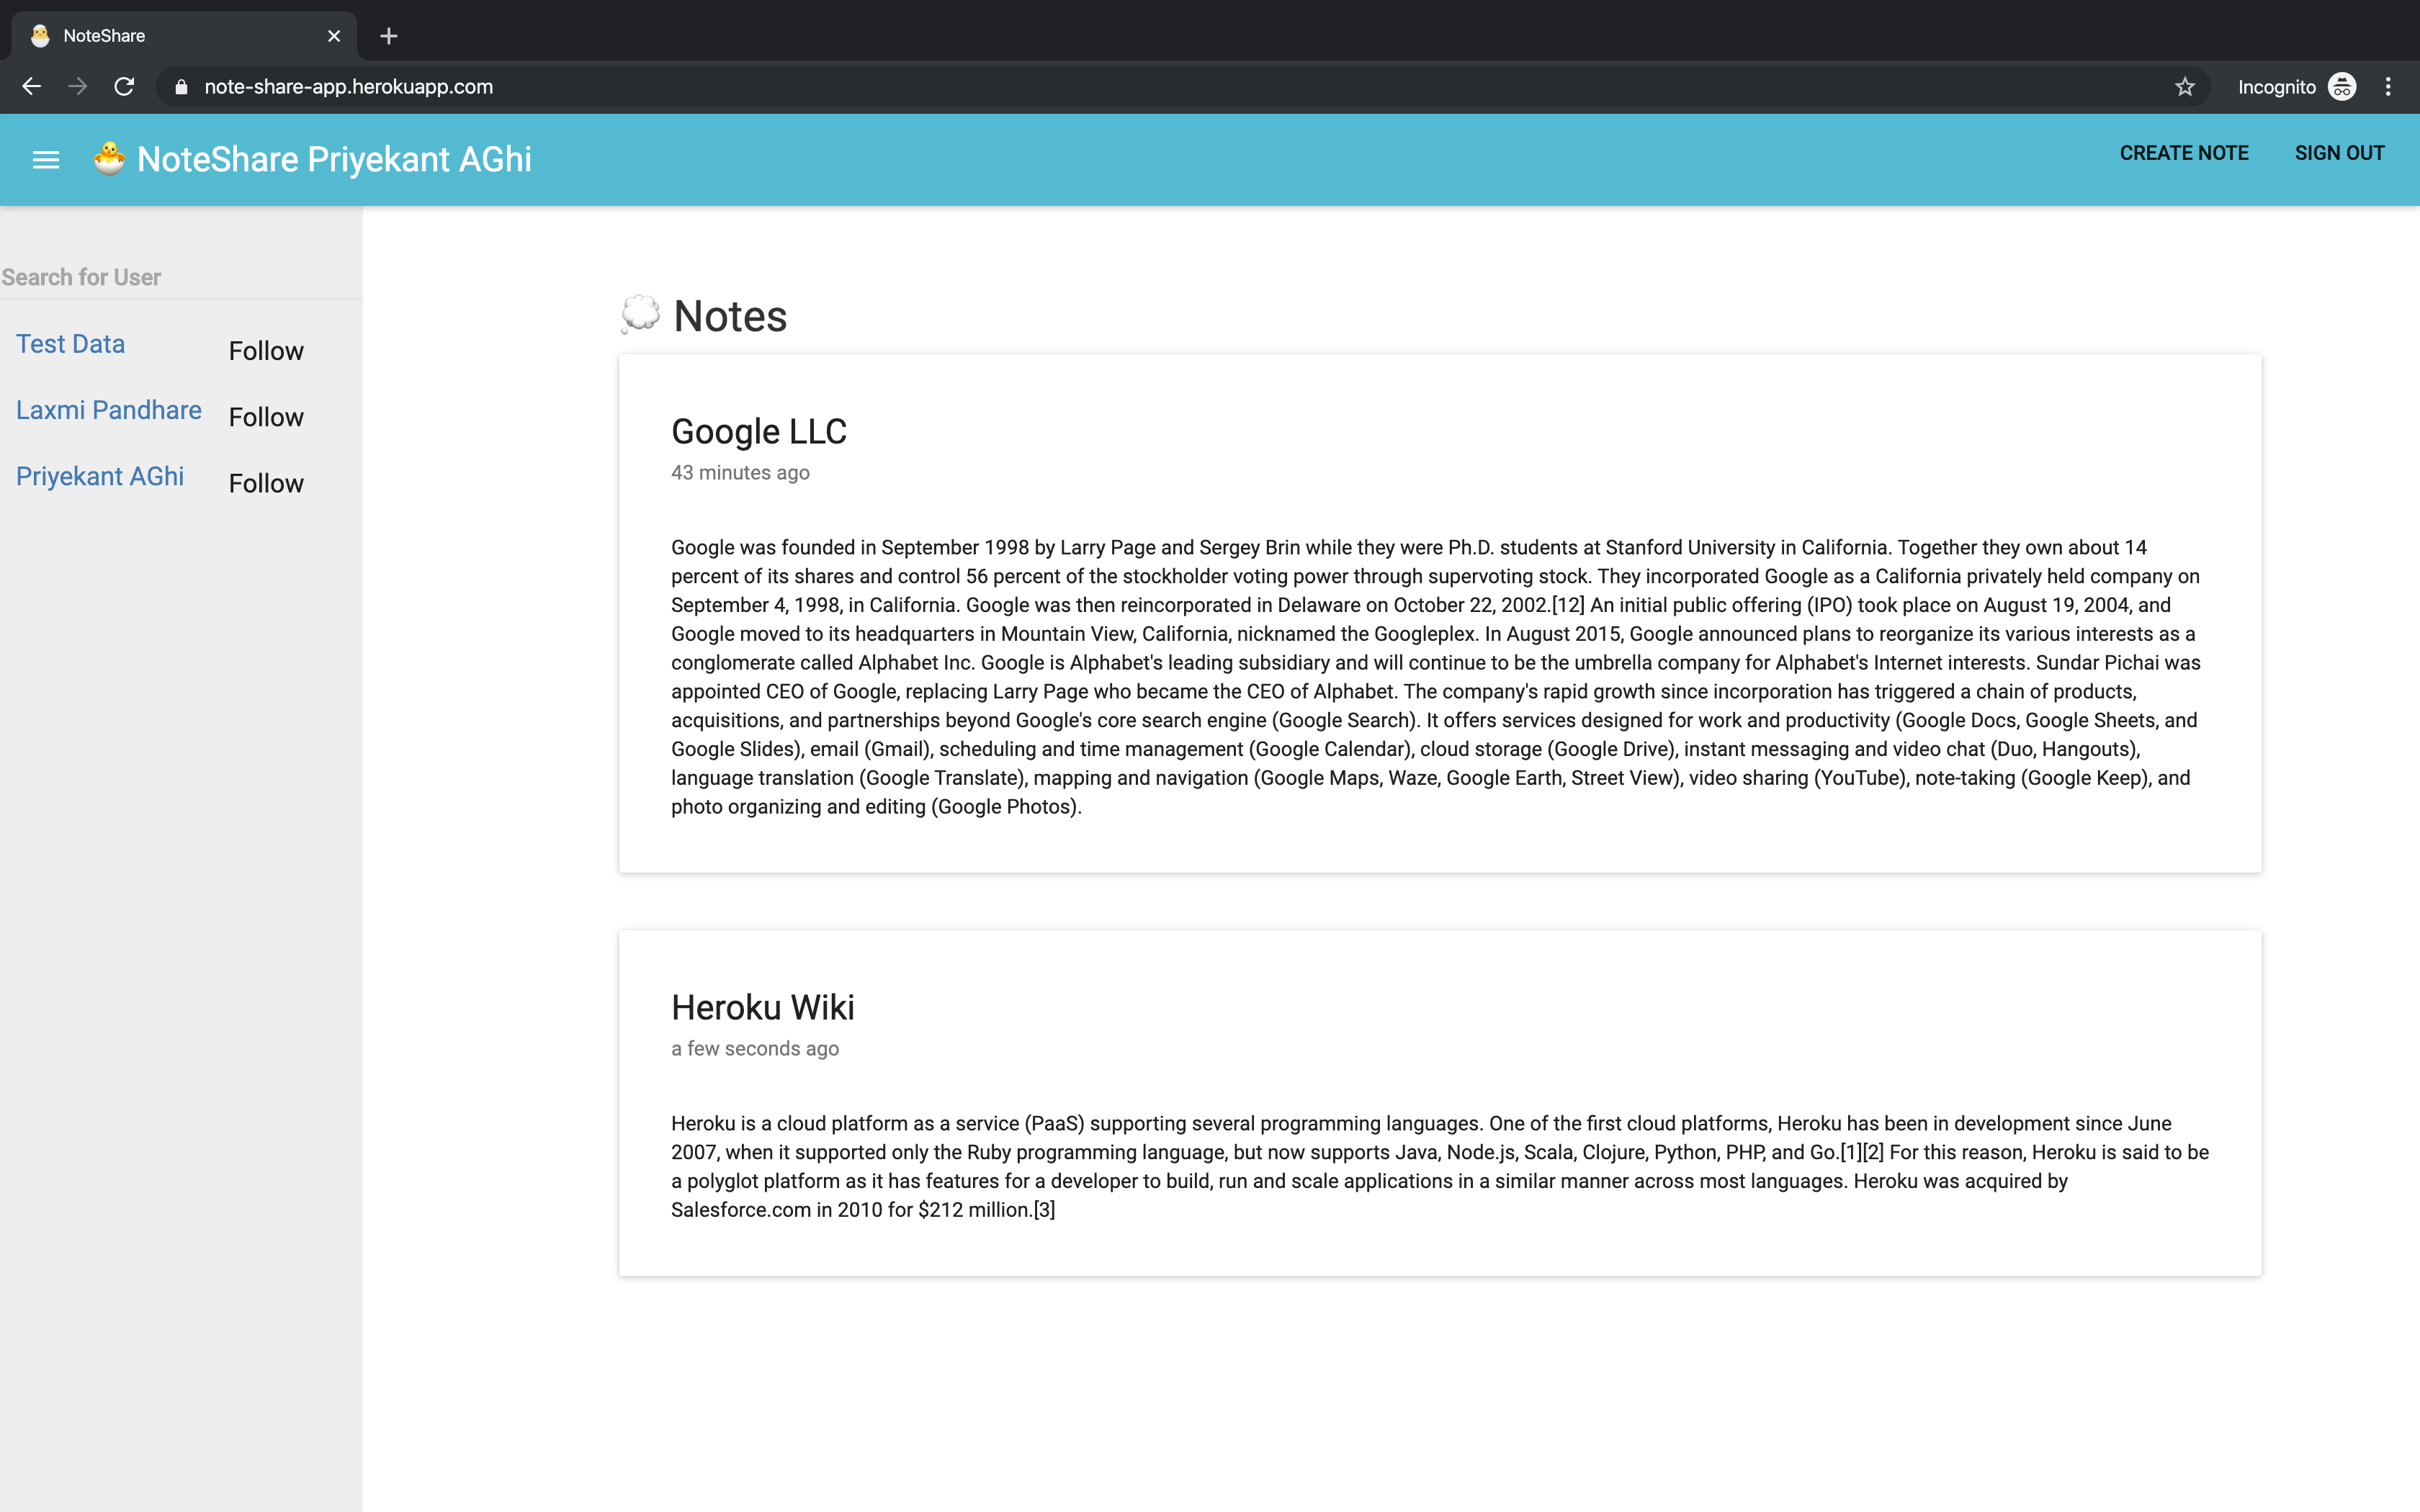 NoteShare
note-share-app.herokuapp.com
Incognito
NoteShare Priyekant AGhi
CREATE NOTE
SIGN OUT
Search for User
Test Data
Follow
Laxmi Pandhare
Follow
Priyekant AGhi
Follow
Notes
Google LLC
43 minutes ago
Google was founded in September 1998 by Larry Page and Sergey Brin while they were Ph.D. students at Stanford University in California. Together they own about 14
percent of its shares and control 56 percent of the stockholder voting power through supervoting stock. They incorporated Google as a California privately held company on
September 4, 1998, in California. Google was then reincorporated in Delaware on October 22, 2002.[12] An initial public offering (IPO) took place on August 19, 2004, and
Google moved to its headquarters in Mountain View, California, nicknamed the Googleplex. In August 2015, Google announced plans to reorganize its various interests as a
conglomerate called Alphabet Inc. Google is Alphabet's leading subsidiary and will continue to be the umbrella company for Alphabet's Internet interests. Sundar Pichai was
appointed CEO of Google, replacing Larry Page who became the CEO of Alphabet. The company's rapid growth since incorporation has triggered a chain of products,
acquisitions, and partnerships beyond Google's core search engine (Google Search). It offers services designed for work and productivity (Google Docs, Google Sheets, and
Google Slides), email (Gmail), scheduling and time management (Google Calendar), cloud storage (Google Drive), instant messaging and video chat (Duo, Hangouts),
language translation (Google Translate), mapping and navigation (Google Maps, Waze, Google Earth, Street View), video sharing (YouTube), note-taking (Google Keep), and
photo organizing and editing (Google Photos).
Heroku Wiki
a few seconds ago
Heroku is a cloud platform as a service (PaaS) supporting several programming languages. One of the first cloud platforms, Heroku has been in development since June
2007, when it supported only the Ruby programming language, but now supports Java, Node.js, Scala, Clojure, Python, PHP, and Go.[1][2] For this reason, Heroku is said to be
a polyglot platform as it has features for a developer to build, run and scale applications in a similar manner across most languages. Heroku was acquired by
Salesforce.com in 2010 for $212 million.[3]